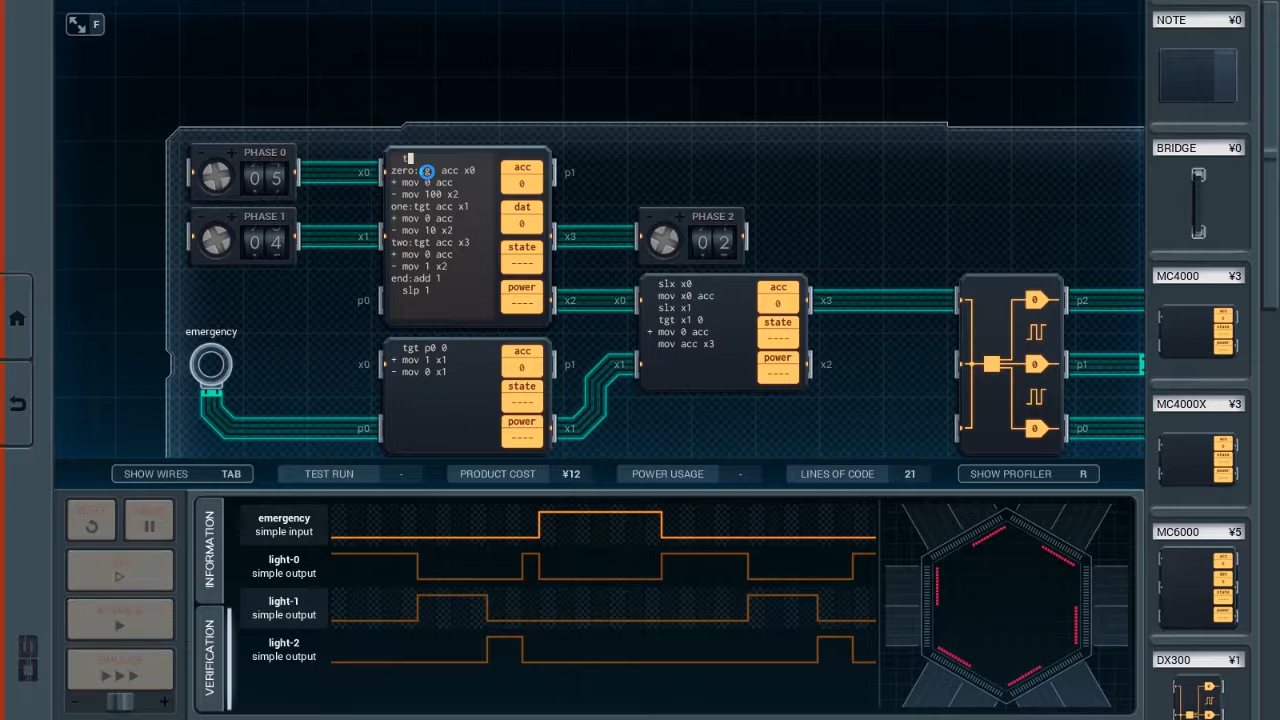 F
NOTE ¥0
PHASE 0
0 5
PHASE 1
0 4
x0
x1
p0
t
zero:tgt acc x0
+ mov 0 acc
- mov 100 x2
one:tgt acc x1
+ mov 0 acc
- mov 10 x2
two:tgt acc x3
+ mov 0 acc
- mov 1 x2
end:add 1
slp 1
acc
0
dat
0
state
----
power
----
p1
x3
x2
PHASE 2
0 2
BRIDGE ¥0
emergency
x0
p0
tgt p0 0
+ mov 1 x1
- mov 0 x1
acc
0
state
----
power
----
p1
x1
x0
x1
slx x0
mov x0 acc
slx x1
tgt x1 0
+ mov 0 acc
mov acc x3
acc
0
state
----
power
----
x3
x2
0
0
0
p2
p1
p0
MC4000 ¥3
MC4000X ¥3
SHOW WIRES TAB
TEST RUN -
PRODUCT COST ¥12
POWER USAGE -
LINES OF CODE 21
SHOW PROFILER R
INFORMATION
VERIFICATION
emergency
simple input
light-0
simple output
light-1
simple output
light-2
simple output
- +
MC6000 ¥5
DX300 ¥1